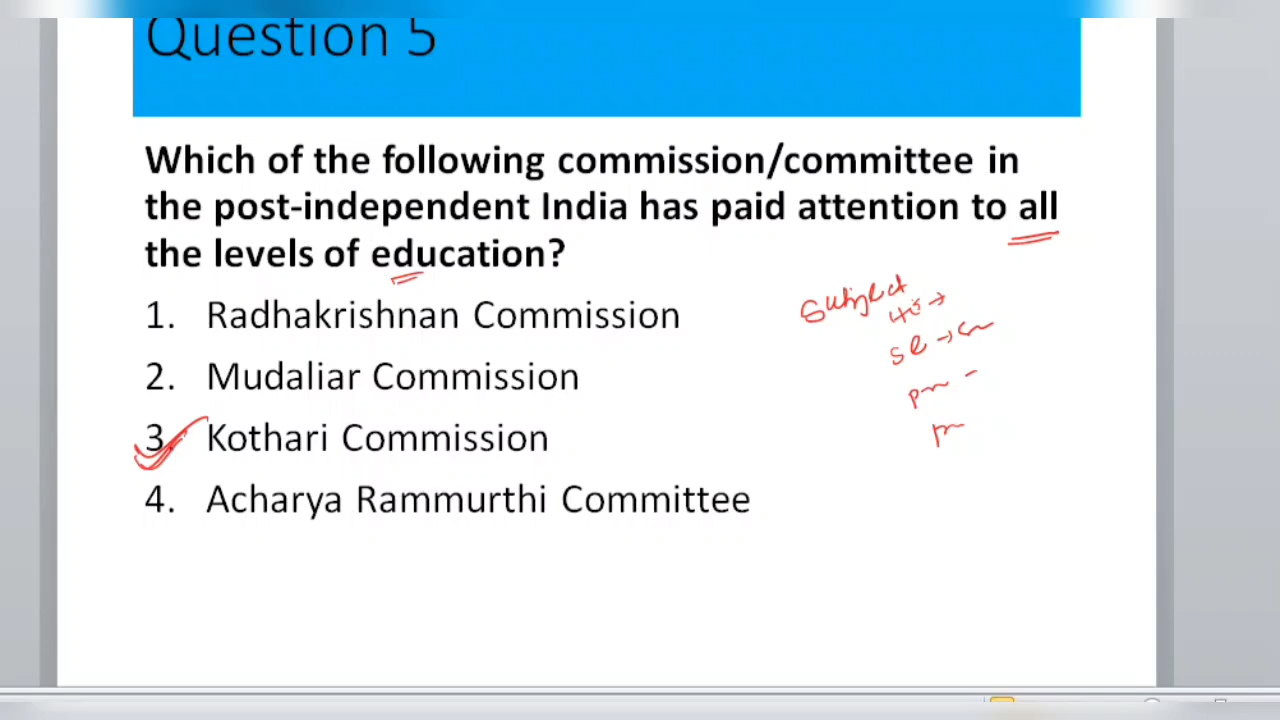 Question 5
Which of the following commission/committee in
the post-independent India has paid attention to all
the levels of education?
1. Radhakrishnan Commission
2. Mudaliar Commission
3. Kothari Commission
4. Acharya Rammurthi Committee
Subject